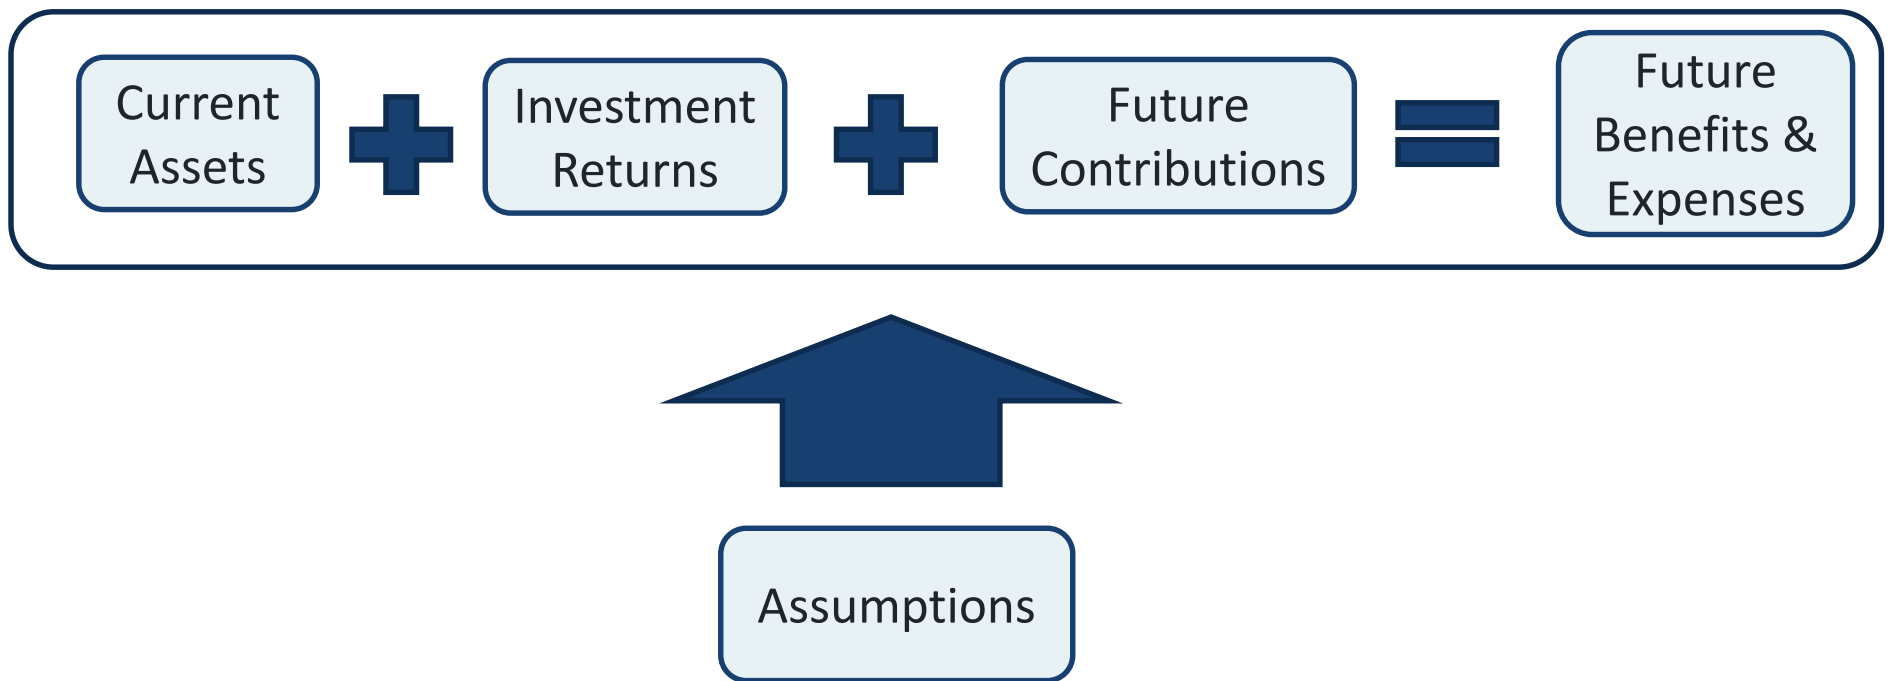 Current
Assets
Investment
Returns
Future
Contributions
Future
Benefits &
Expenses
Assumptions